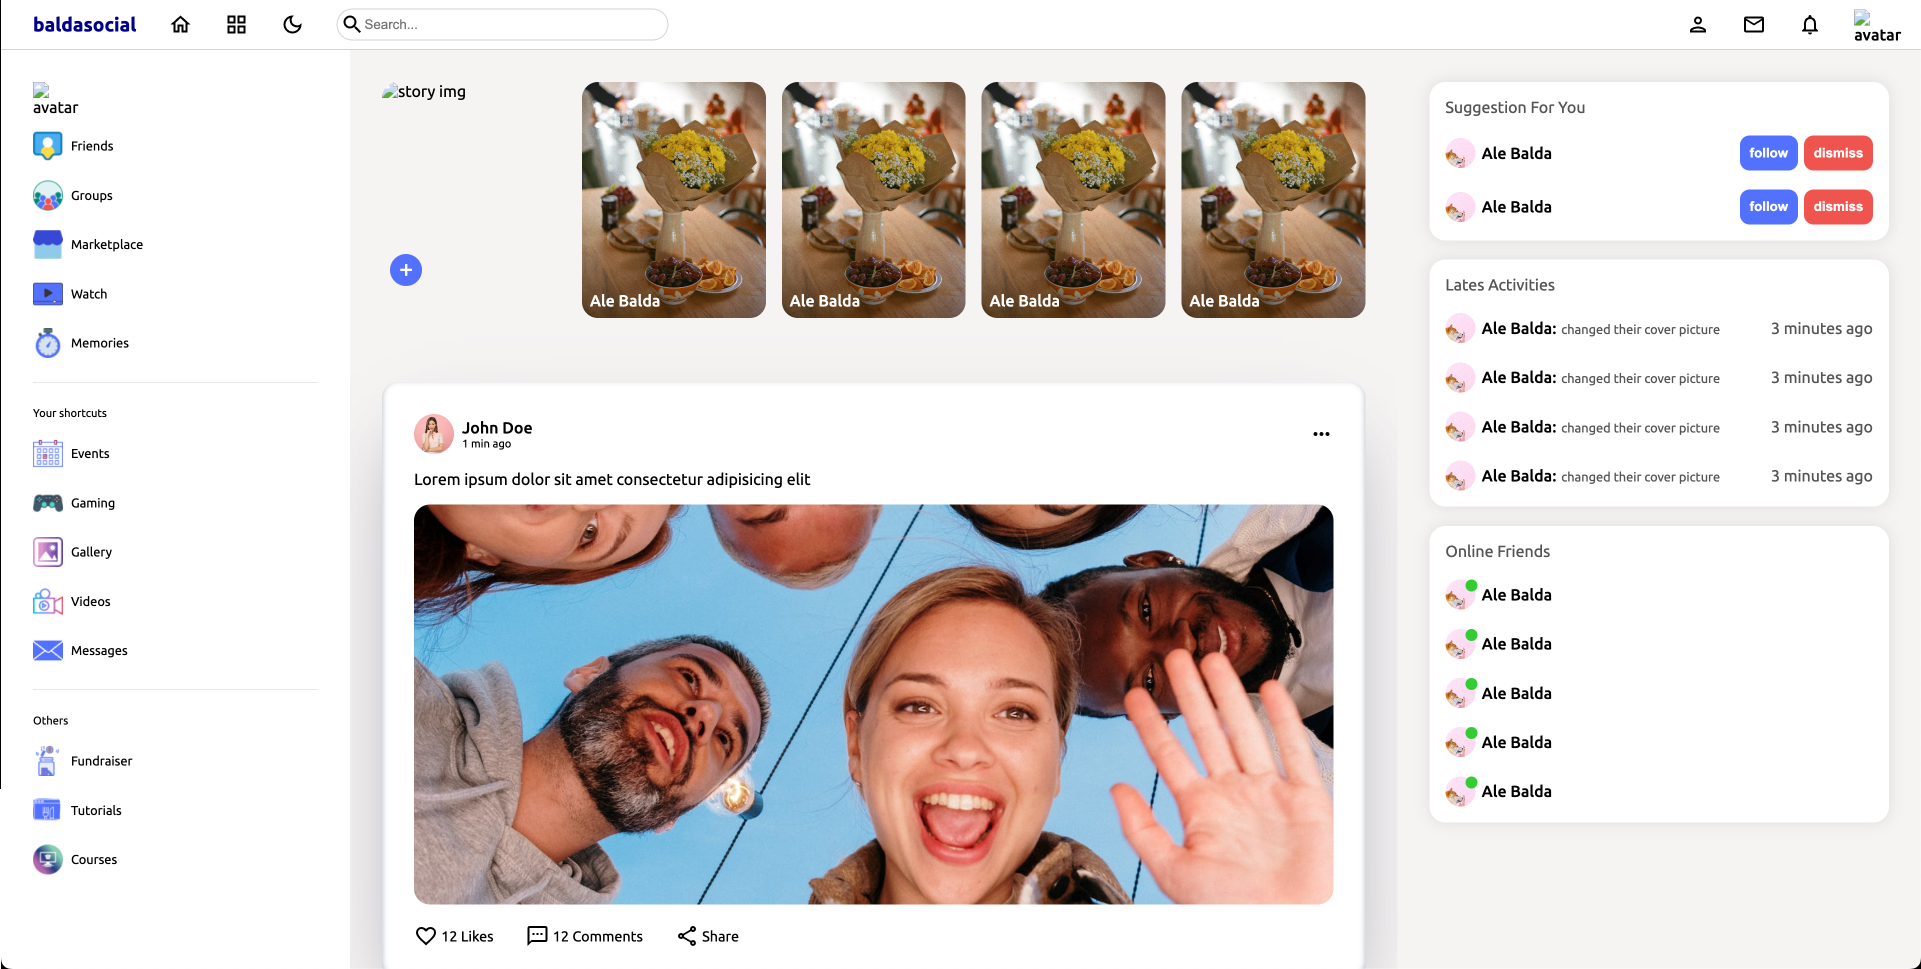 baldasocial
Search...
avatar
avatar
Friends
Groups
Marketplace
Watch
Memories
Your shortcuts
Events
Gaming
Gallery
Videos
Messages
Others
Fundraiser
Tutorials
Courses
story img
+
Ale Balda
Ale Balda
Ale Balda
Ale Balda
John Doe
1 min ago
Lorem ipsum dolor sit amet consectetur adipisicing elit
12 Likes
12 Comments
Share
Suggestion For You
Ale Balda follow dismiss
Ale Balda follow dismiss
Lates Activities
Ale Balda: changed their cover picture 3 minutes ago
Ale Balda: changed their cover picture 3 minutes ago
Ale Balda: changed their cover picture 3 minutes ago
Ale Balda: changed their cover picture 3 minutes ago
Online Friends
Ale Balda
Ale Balda
Ale Balda
Ale Balda
Ale Balda